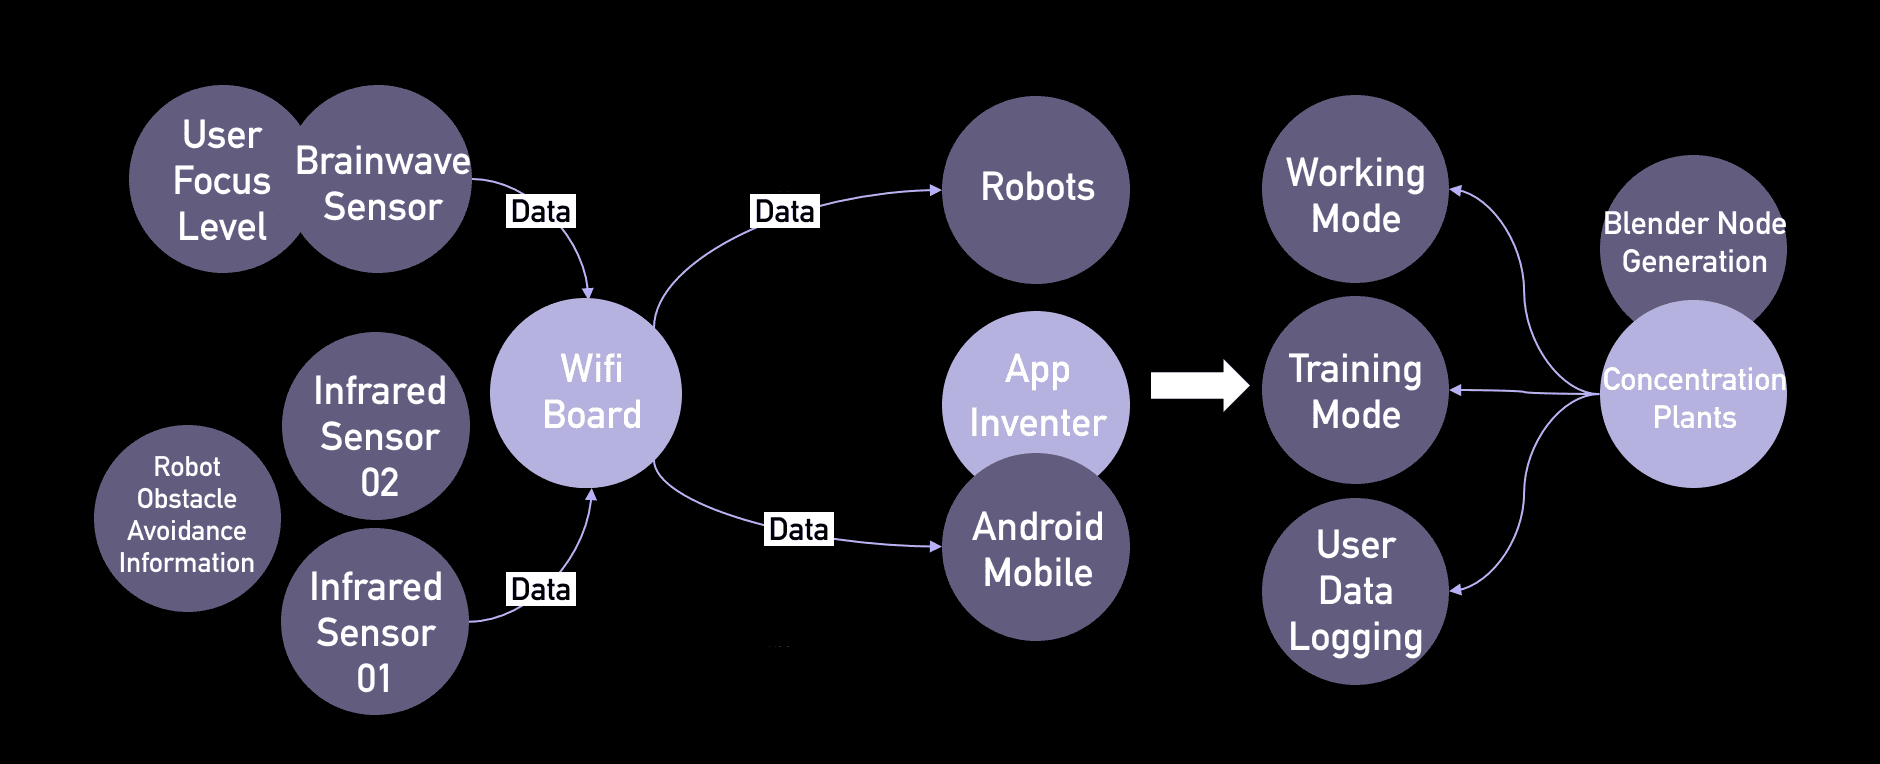 User
Focus
Level
Brainwave
Sensor
Data
Infrared
Sensor
02
Robot
Obstacle
Avoidance
Information
Infrared
Sensor
01
Data
Wifi
Board
Data
Data
Robots
App
Inventer
Android
Mobile
Working
Mode
Training
Mode
User
Data
Logging
Blender Node
Generation
Concentration
Plants